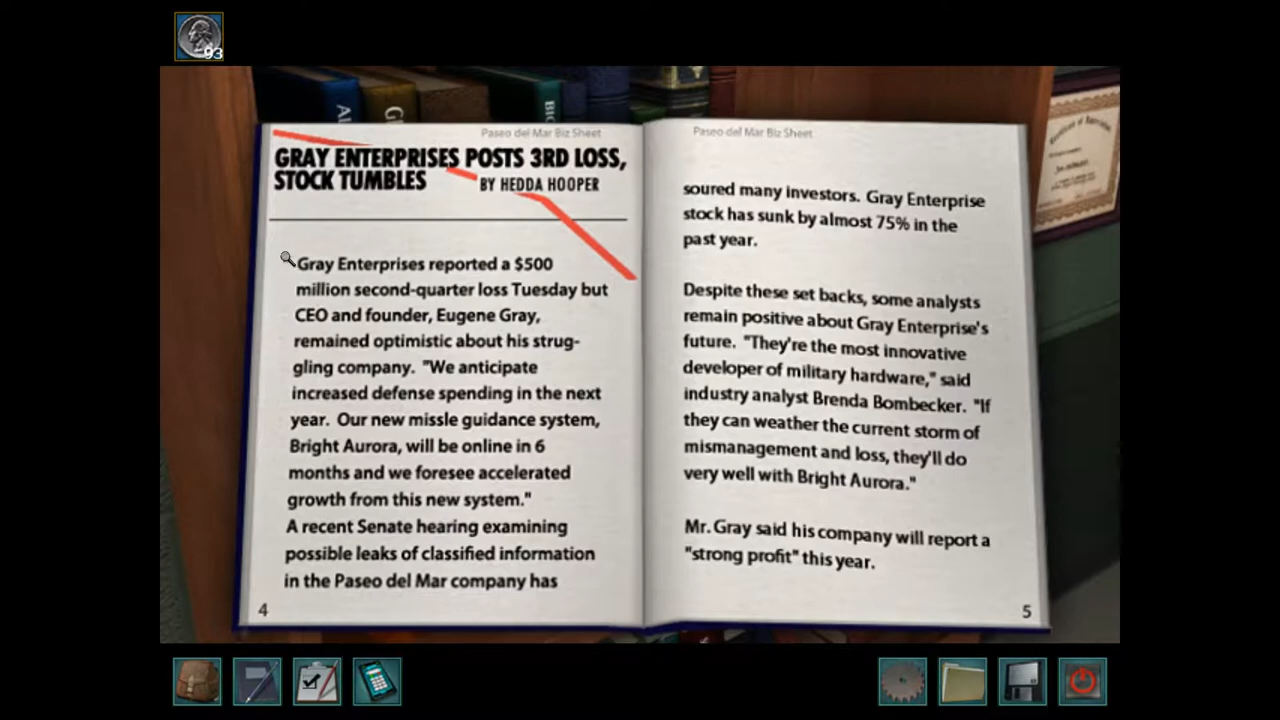 93
Paseo del Mar Biz Sheet
GRAY ENTERPRISES POSTS 3RD LOSS,
STOCK TUMBLES
BY HEDDA HOOPER
Gray Enterprises reported a $500
million second-quarter loss Tuesday but
CEO and founder, Eugene Gray,
remained optimistic about his strug-
gling company. "We anticipate
increased defense spending in the next
year. Our new missle guidance system,
Bright Aurora, will be online in 6
months and we foresee accelerated
growth from this new system."
A recent Senate hearing examining
possible leaks of classified information
in the Paseo del Mar company has
4
Paseo del Mar Biz Sheet
soured many investors. Gray Enterprise
stock has sunk by almost 75% in the
past year.
Despite these set backs, some analysts
remain positive about Gray Enterprise's
future. "They're the most innovative
developer of military hardware," said
industry analyst Brenda Bombecker. "If
they can weather the current storm of
mismanagement and loss, they'll do
very well with Bright Aurora."
Mr. Gray said his company will report a
"strong profit" this year.
5